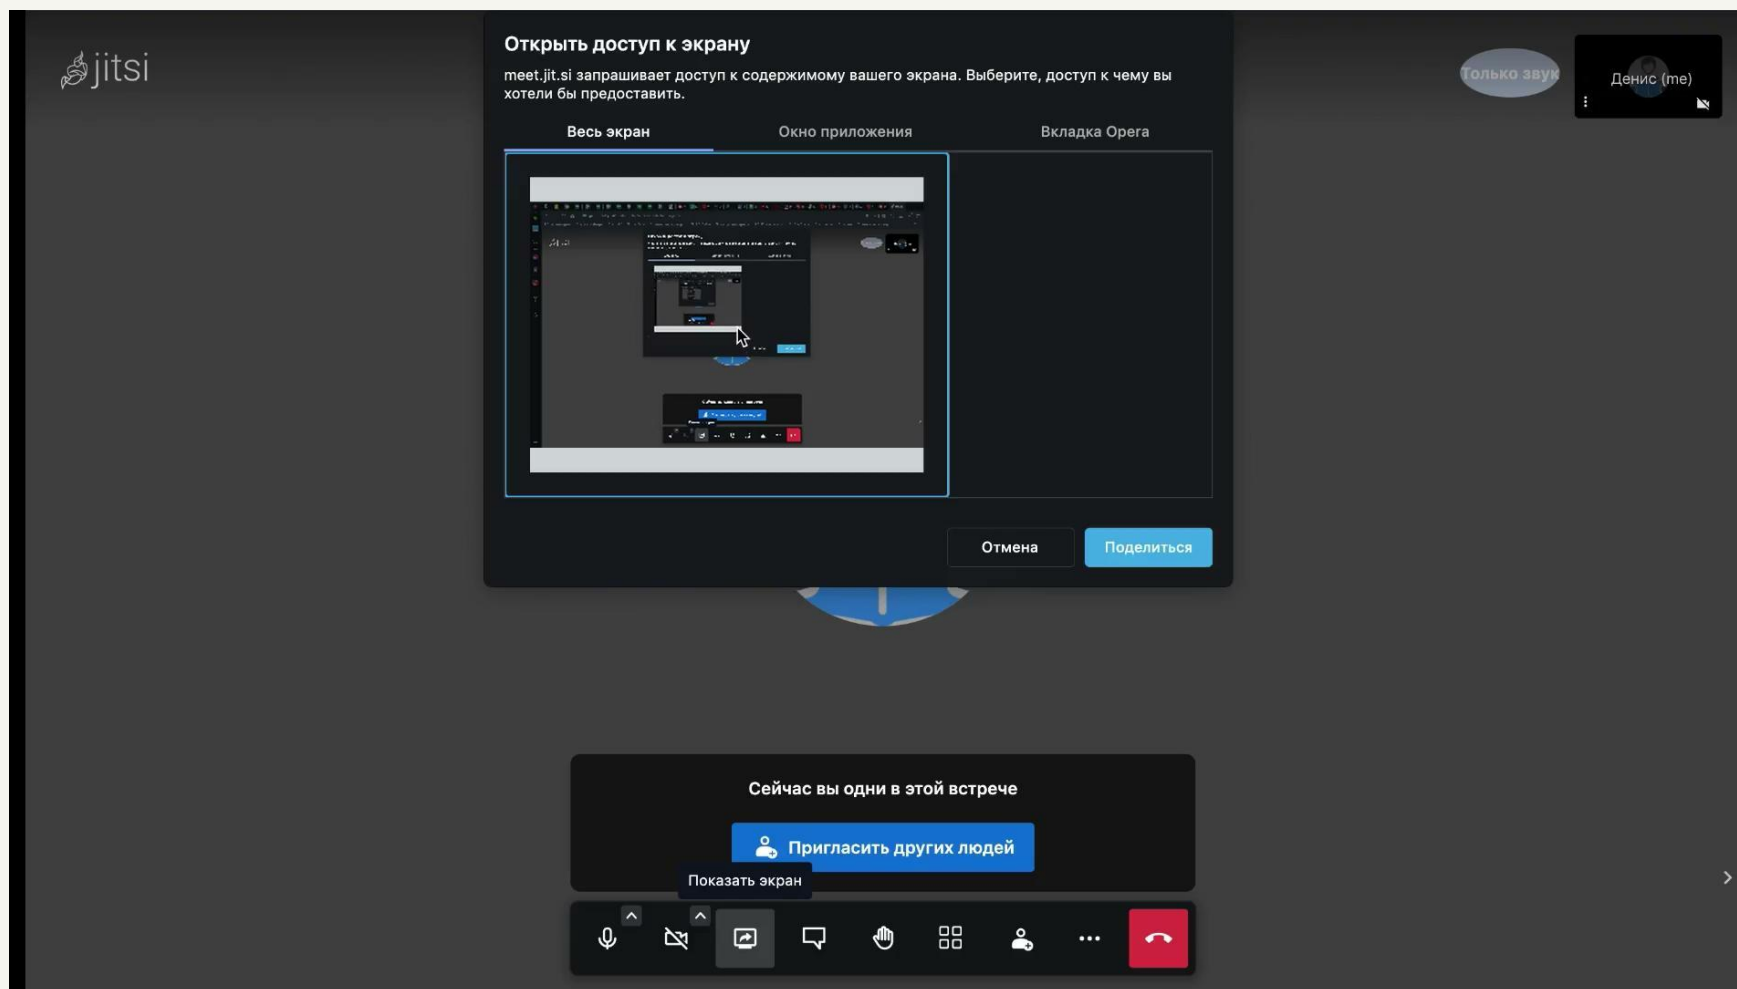 jitsi
Открыть доступ к экрану
meet.jit.si запрашивает доступ к содержимому вашего экрана. Выберите, доступ к чему вы
хотели бы предоставить.
Весь экран
Окно приложения
Вкладка Opera
Отмена
Поделиться
Только звук
Денис (me)
Сейчас вы одни в этой встрече
Пригласить других людей
Показать экран